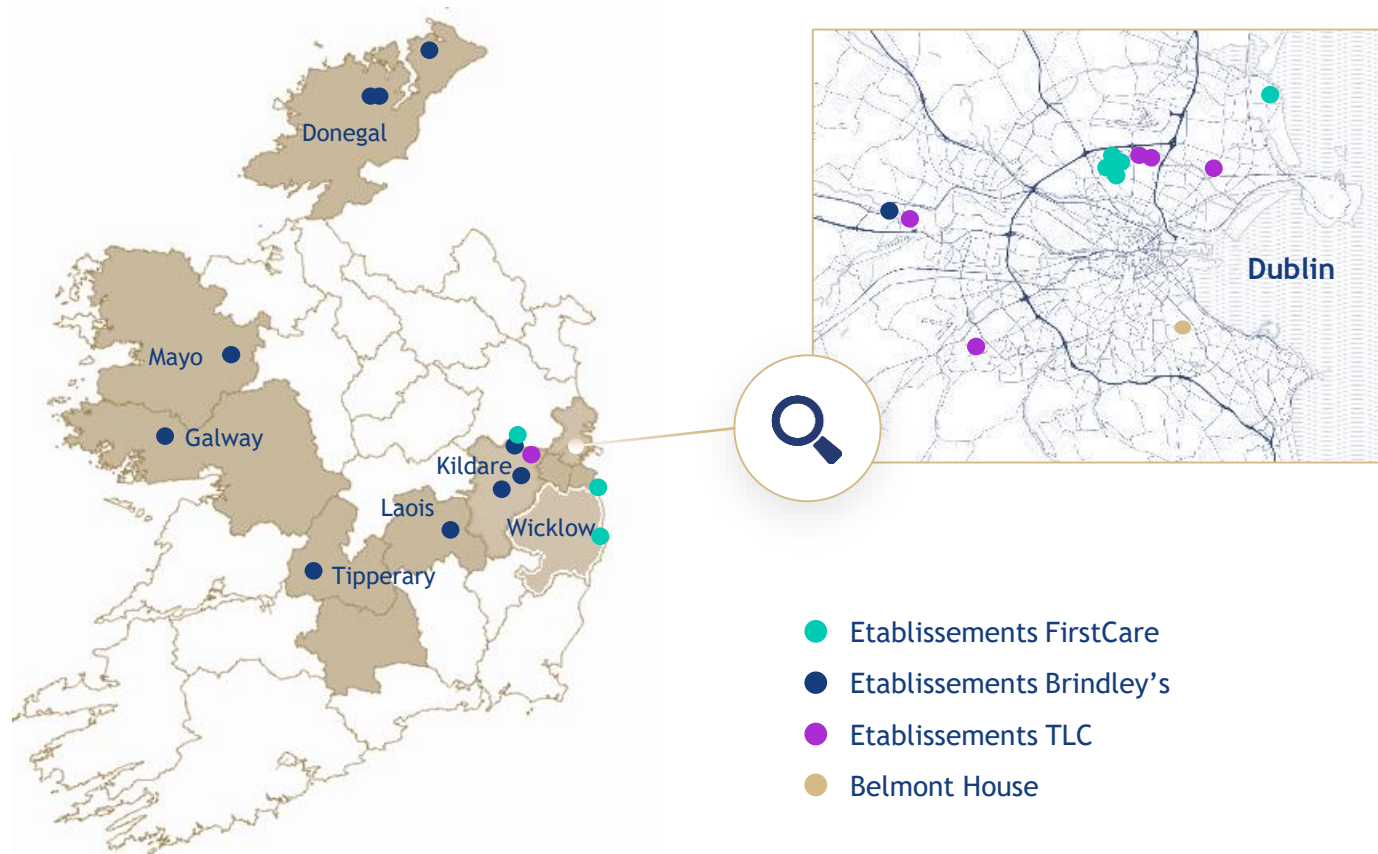 Donegal
Mayo
Galway
Kildare
Laois
Wicklow
Tipperary
Dublin
Etablissements FirstCare
Etablissements Brindley’s
Etablissements TLC
Belmont House